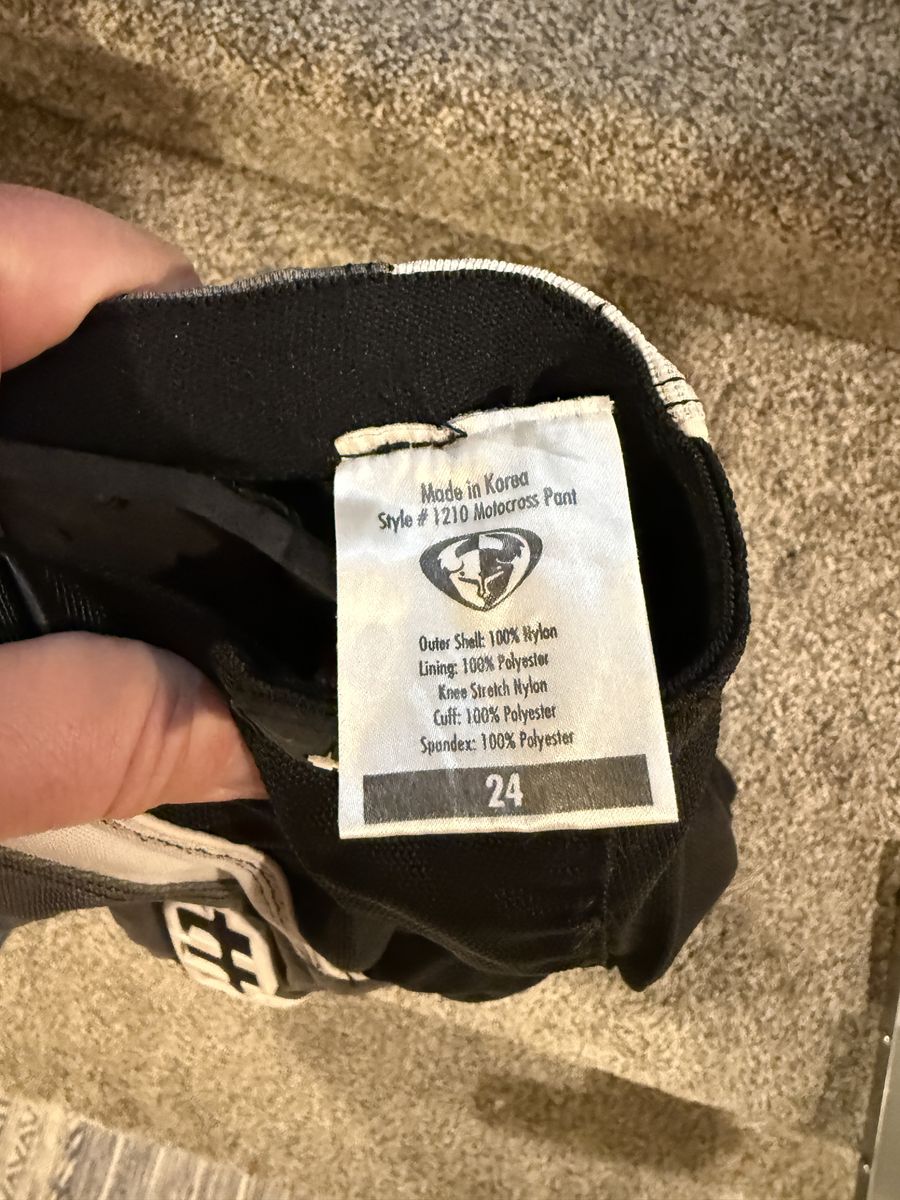 Made in Korea
Style # 1210 Motocross Pant
Outer Shell: 100% Nylon
Lining: 100% Polyester
Knee Stretch Nylon
Cuff: 100% Polyester
Spandex: 100% Polyester
24